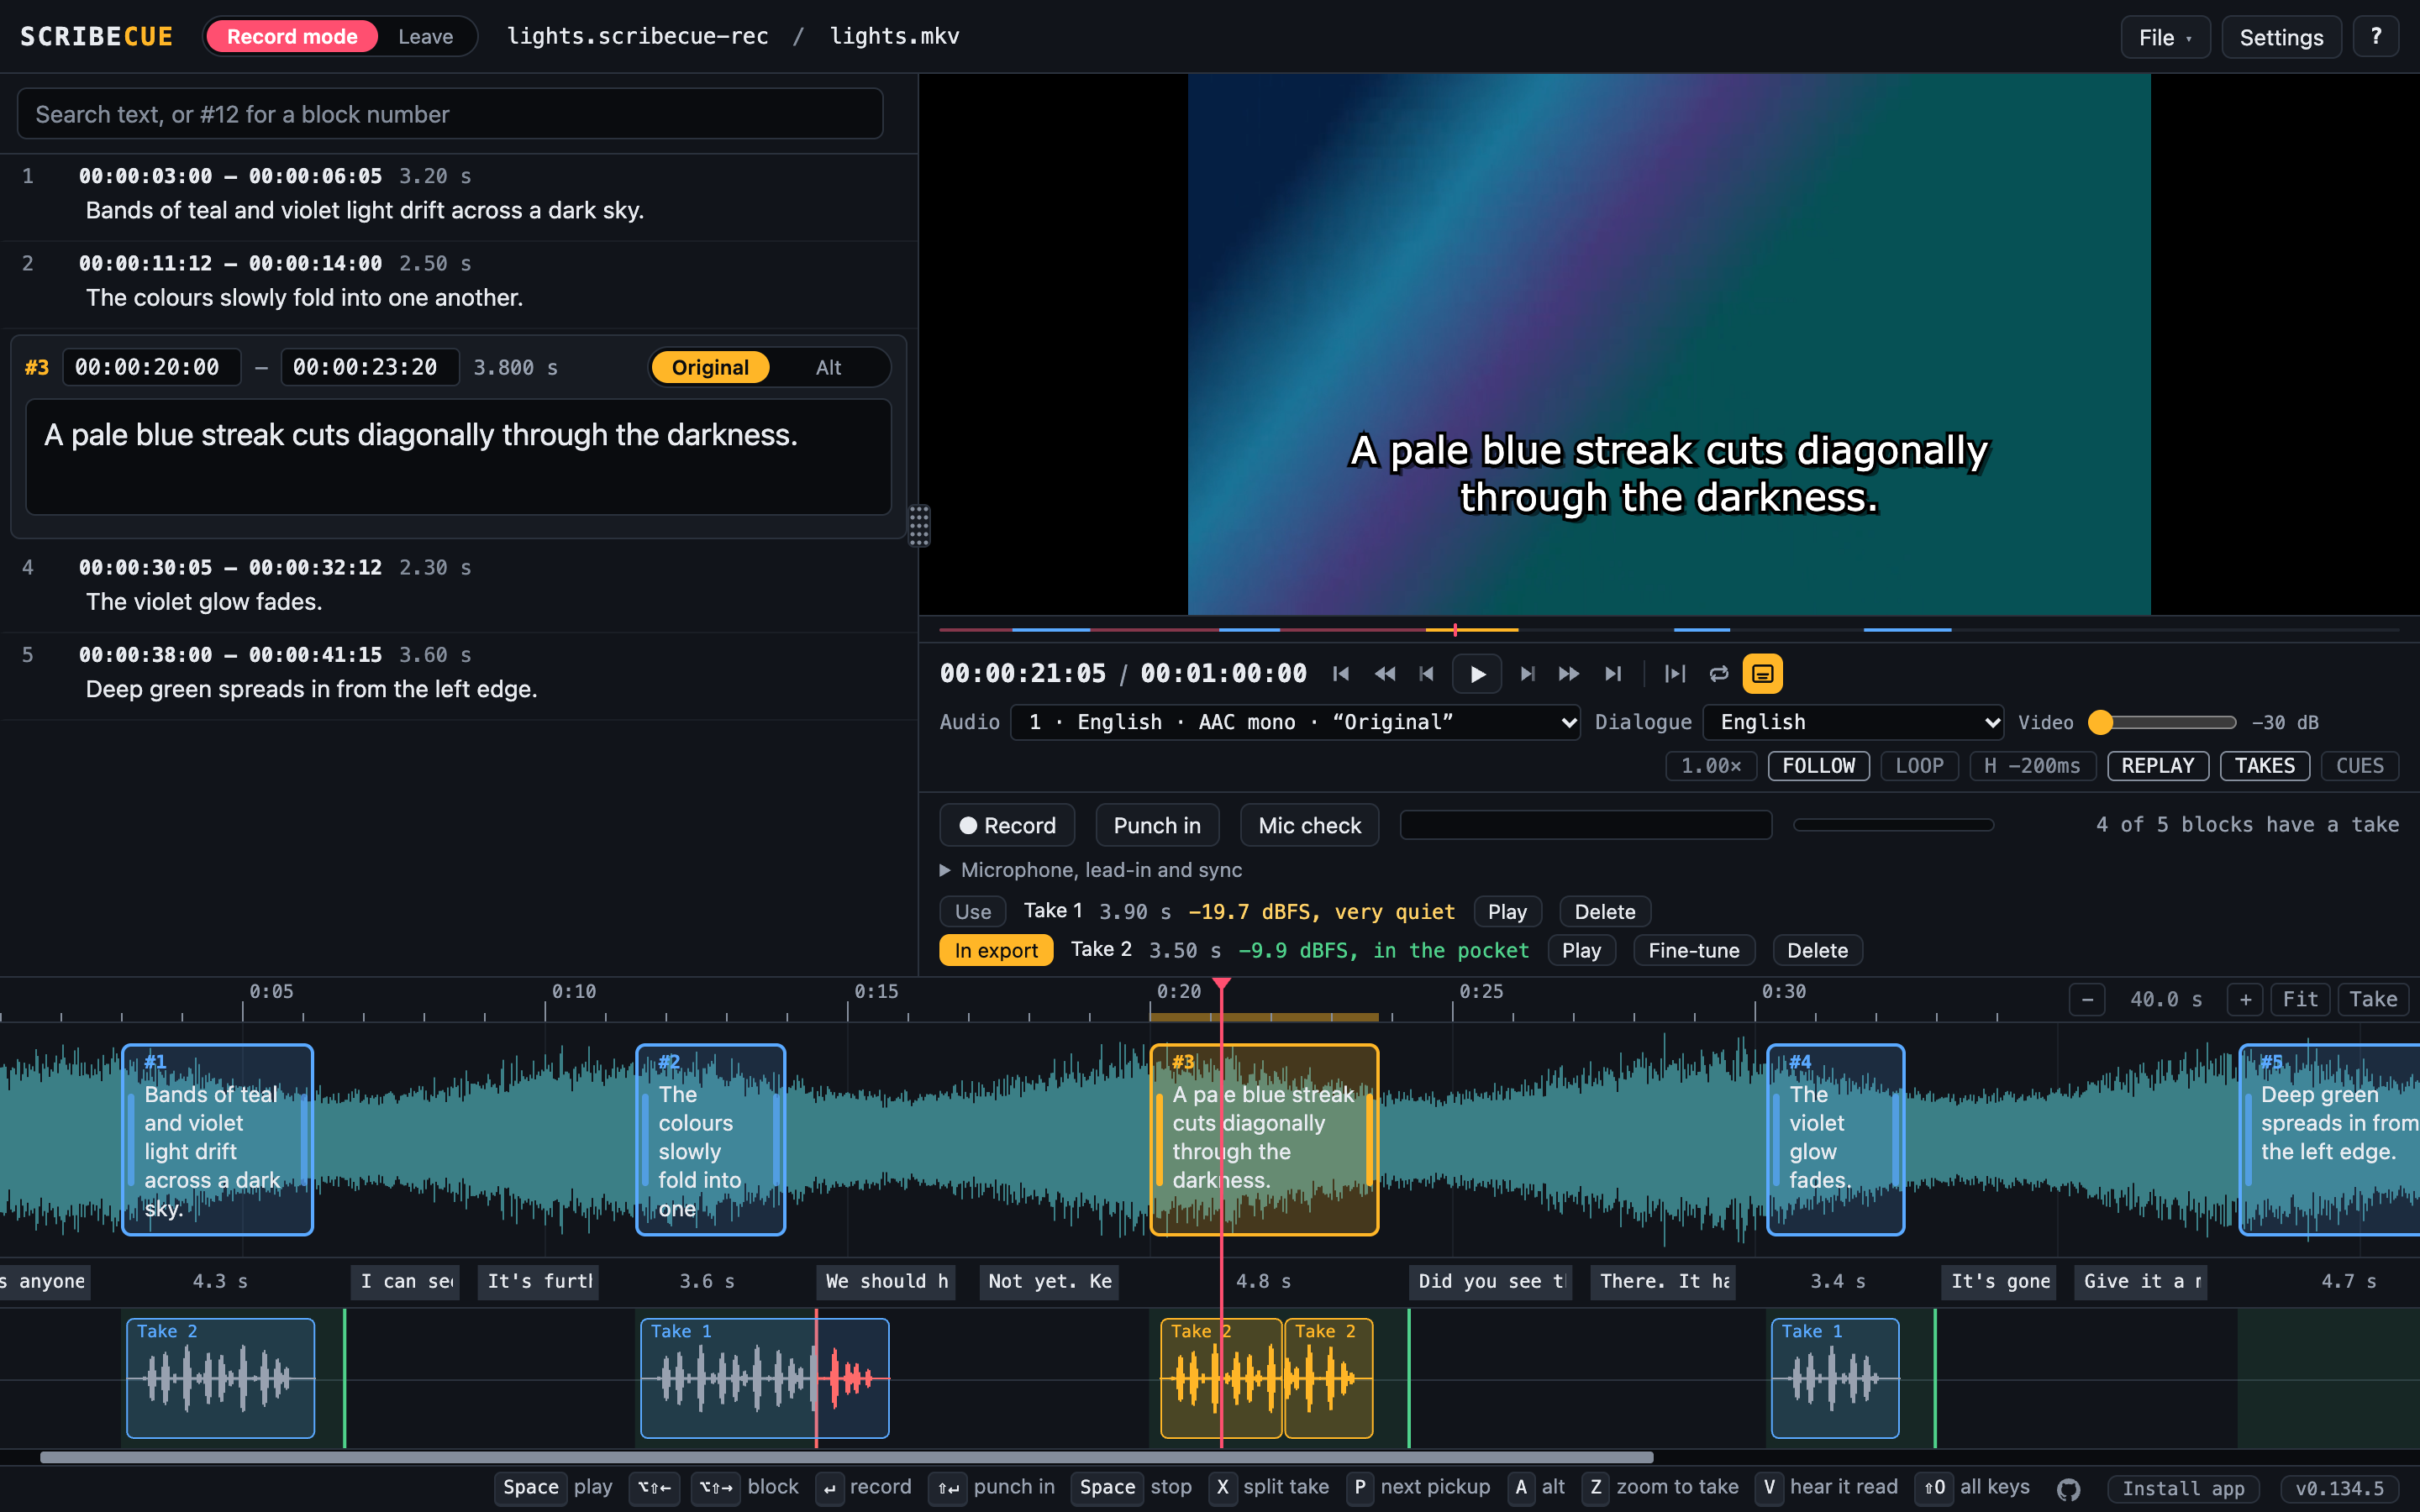 SCRIBECUE Record mode Leave lights.scribecue-rec / lights.mkv File Settings ?
Search text, or #12 for a block number
1 00:00:03:00 – 00:00:06:05 3.20 s
Bands of teal and violet light drift across a dark sky.
2 00:00:11:12 – 00:00:14:00 2.50 s
The colours slowly fold into one another.
#3 00:00:20:00 – 00:00:23:20 3.800 s Original Alt
A pale blue streak cuts diagonally through the darkness.
4 00:00:30:05 – 00:00:32:12 2.30 s
The violet glow fades.
5 00:00:38:00 – 00:00:41:15 3.60 s
Deep green spreads in from the left edge.
A pale blue streak cuts diagonally
through the darkness.
00:00:21:05 / 00:01:00:00
Audio 1 · English · AAC mono · “Original” Dialogue English Video −30 dB
1.00× FOLLOW LOOP H −200ms REPLAY TAKES CUES
Record Punch in Mic check 4 of 5 blocks have a take
Microphone, lead-in and sync
Use Take 1 3.90 s −19.7 dBFS, very quiet Play Delete
In export Take 2 3.50 s −9.9 dBFS, in the pocket Play Fine-tune Delete
0:05 0:10 0:15 0:20 0:25 0:30 − 40.0 s + Fit Take
#1
Bands of teal
and violet
light drift
across a dark
sky.
#2
The
colours
slowly
fold into
one
#3
A pale blue streak
cuts diagonally
through the
darkness.
#4
The
violet
glow
fades.
#5
Deep green
spreads in from
the left edge.
s anyone 4.3 s I can see It's furth 3.6 s We should h Not yet. Ke 4.8 s Did you see t There. It ha 3.4 s It's gone Give it a 4.7 s
Take 2 Take 1 Take 2 Take 2 Take 1
Space play ⌥⇧← ⌥⇧→ block ↵ record ⇧↵ punch in Space stop X split take P next pickup A alt Z zoom to take V hear it read ⇧O all keys Install app v0.134.5